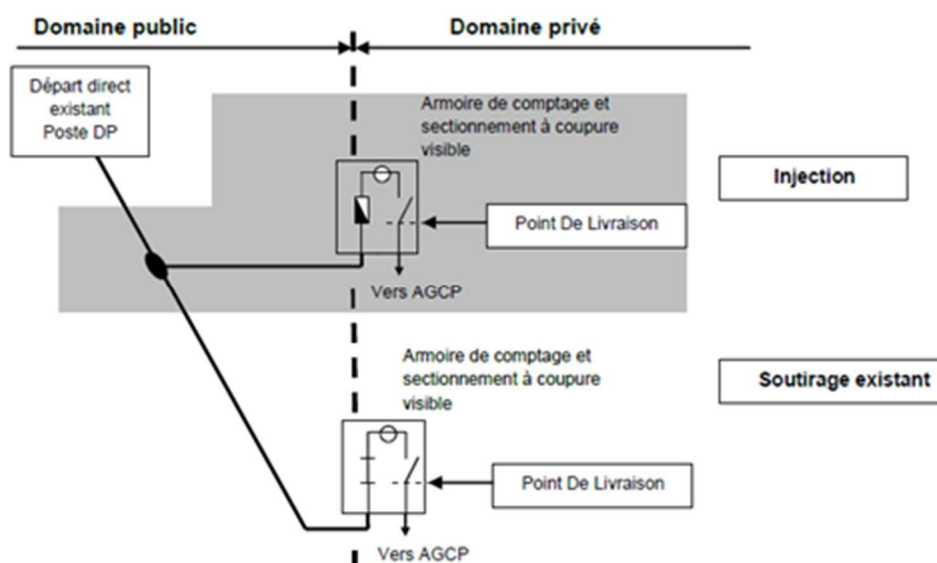 Domaine public
Domaine privé
Départ direct
existant
Poste DP
Armoire de comptage et
sectionnement à coupure
visible
Injection
Point De Livraison
Vers AGCP
Armoire de comptage et
sectionnement à coupure
visible
Soutirage existant
Point De Livraison
Vers AGCP